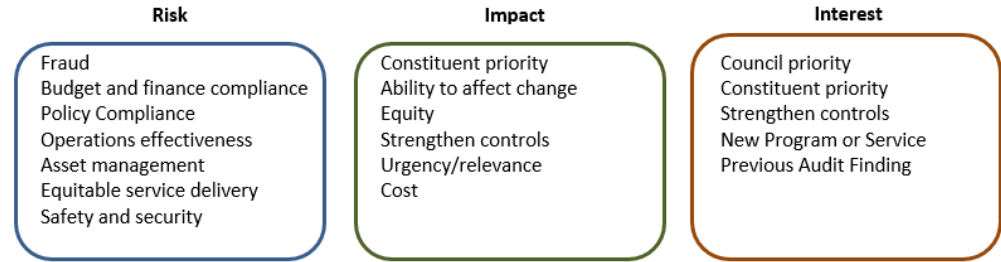 Risk
Fraud
Budget and finance compliance
Policy Compliance
Operations effectiveness
Asset management
Equitable service delivery
Safety and security
Impact
Constituent priority
Ability to affect change
Equity
Strengthen controls
Urgency/relevance
Cost
Interest
Council priority
Constituent priority
Strengthen controls
New Program or Service
Previous Audit Finding